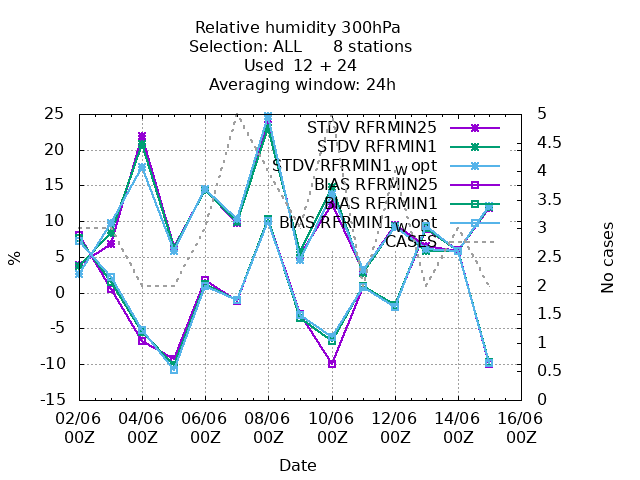 Relative humidity 300hPa
Selection: ALL      8 stations
Used  12 + 24
Averaging window: 24h
STDV RFRMIN25
STDV RFRMIN1
STDV RFRMIN1_w_opt
BIAS RFRMIN25
BIAS RFRMIN1
BIAS RFRMIN1_w_opt
CASES
25
20
15
10
5
0
-5
-10
-15
%
5
4.5
4
3.5
3
2.5
2
1.5
1
0.5
0
No cases
02/06 04/06 06/06 08/06 10/06 12/06 14/06 16/06
00Z 00Z 00Z 00Z 00Z 00Z 00Z 00Z
Date